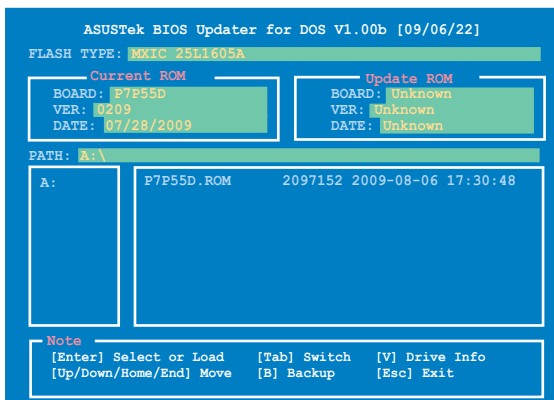 ASUSTek BIOS Updater for DOS V1.00b [09/06/22]
FLASH TYPE: MXIC 25L1605A
Current ROM
BOARD: P7P55D
VER: 0209
DATE: 07/28/2009
Update ROM
BOARD: Unknown
VER: Unknown
DATE: Unknown
PATH: A:\
A:
P7P55D.ROM 2097152 2009-08-06 17:30:48
Note
[Enter] Select or Load [Tab] Switch [V] Drive Info
[Up/Down/Home/End] Move [B] Backup [Esc] Exit